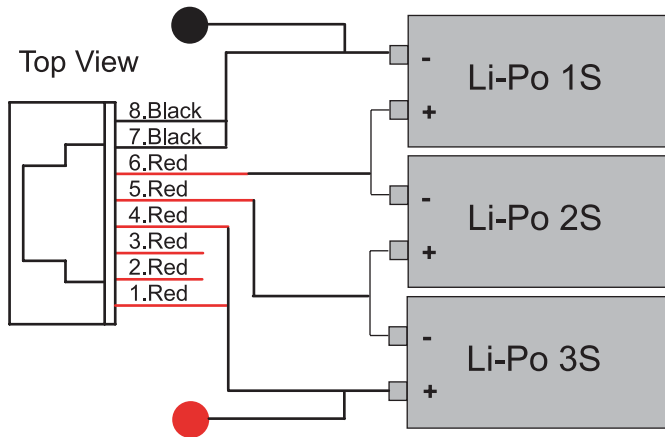 Top View
8.Black
7.Black
6.Red
5.Red
4.Red
3.Red
2.Red
1.Red
-
Li-Po 1S
+
-
Li-Po 2S
+
-
Li-Po 3S
+